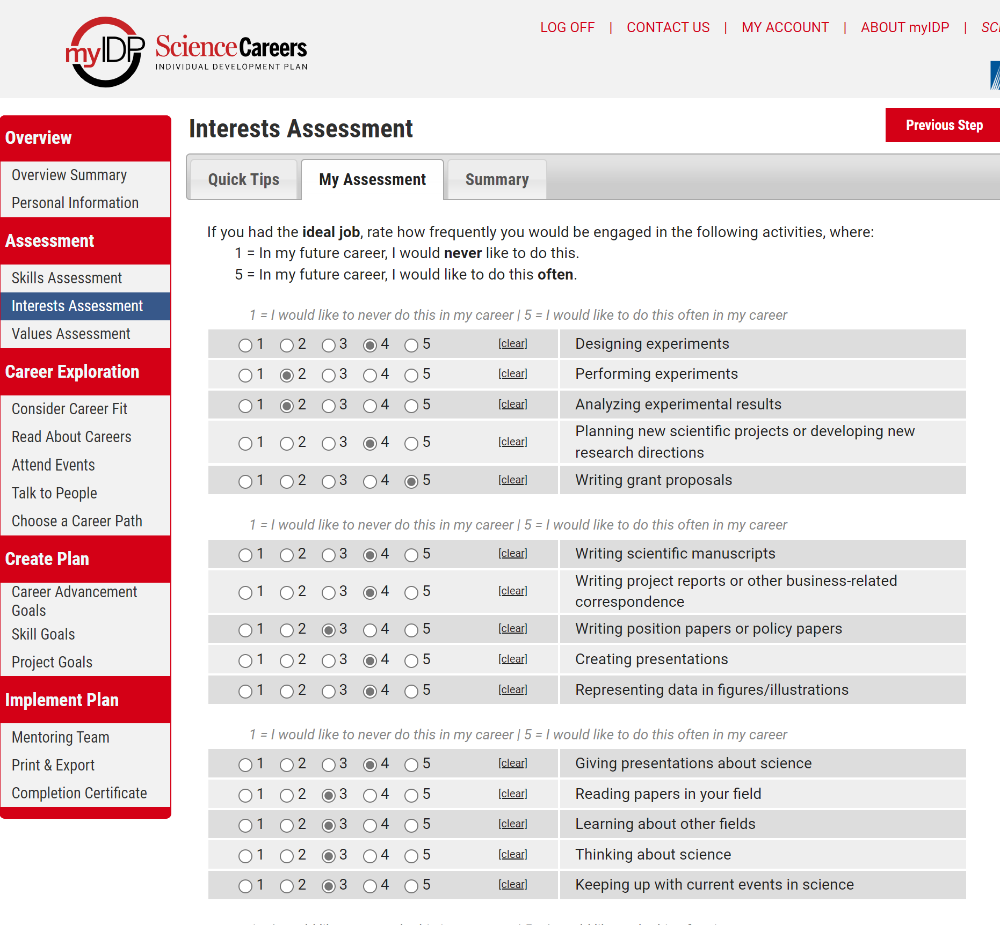 myIDP
Science Careers
INDIVIDUAL DEVELOPMENT PLAN
LOG OFF | CONTACT US | MY ACCOUNT | ABOUT myIDP |
Overview
Overview Summary
Personal Information
Assessment
Skills Assessment
Interests Assessment
Values Assessment
Career Exploration
Consider Career Fit
Read About Careers
Attend Events
Talk to People
Choose a Career Path
Create Plan
Career Advancement
Goals
Skill Goals
Project Goals
Implement Plan
Mentoring Team
Print & Export
Completion Certificate
Interests Assessment
Previous Step
Quick Tips
My Assessment
Summary
If you had the ideal job, rate how frequently you would be engaged in the following activities, where:
1 = In my future career, I would never like to do this.
5 = In my future career, I would like to do this often.
1 = I would like to never do this in my career | 5 = I would like to do this often in my career
1 2 3 4 5 [clear] Designing experiments
1 2 3 4 5 [clear] Performing experiments
1 2 3 4 5 [clear] Analyzing experimental results
1 2 3 4 5 [clear] Planning new scientific projects or developing new
research directions
1 2 3 4 5 [clear] Writing grant proposals
1 = I would like to never do this in my career | 5 = I would like to do this often in my career
1 2 3 4 5 [clear] Writing scientific manuscripts
1 2 3 4 5 [clear] Writing project reports or other business-related
correspondence
1 2 3 4 5 [clear] Writing position papers or policy papers
1 2 3 4 5 [clear] Creating presentations
1 2 3 4 5 [clear] Representing data in figures/illustrations
1 = I would like to never do this in my career | 5 = I would like to do this often in my career
1 2 3 4 5 [clear] Giving presentations about science
1 2 3 4 5 [clear] Reading papers in your field
1 2 3 4 5 [clear] Learning about other fields
1 2 3 4 5 [clear] Thinking about science
1 2 3 4 5 [clear] Keeping up with current events in science